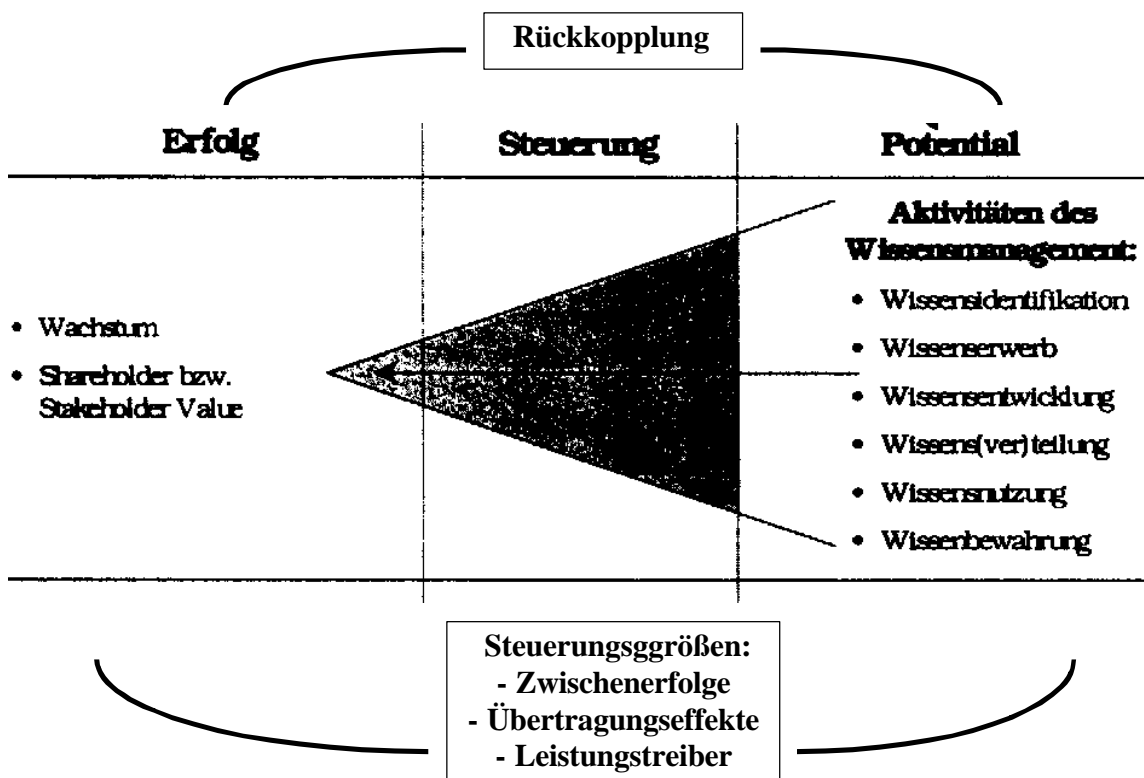 Rückkopplung
Erfolg
Steuerung
Potential
• Wachstum
• Shareholder bzw.
Stakeholder Value
Aktivitäten des
Wissensmanagement:
• Wissensidentifikation
• Wissenserwerb
• Wissensentwicklung
• Wissens(ver)teilung
• Wissensnutzung
• Wissenbewahrung
Steuerungsggrößen:
- Zwischenerfolge
- Übertragungseffekte
- Leistungstreiber